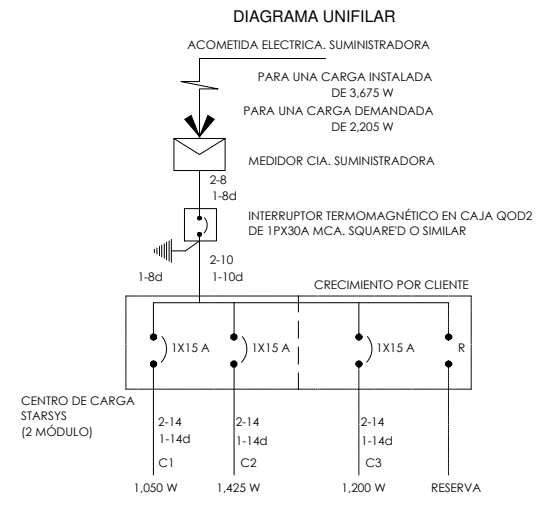 DIAGRAMA UNIFILAR
ACOMETIDA ELECTRICA. SUMINISTRADORA
PARA UNA CARGA INSTALADA
DE 3,675 W
PARA UNA CARGA DEMANDADA
DE 2,205 W
MEDIDOR CIA. SUMINISTRADORA
2-8
1-8d
INTERRUPTOR TERMOMAGNÉTICO EN CAJA QOD2
DE 1PX30A MCA. SQUARE'D O SIMILAR
2-10
1-8d
1-10d
CRECIMIENTO POR CLIENTE
1X15 A
1X15 A
1X15 A
R
CENTRO DE CARGA
STARSYS
(2 MÓDULO)
2-14
1-14d
C1
1,050 W
2-14
1-14d
C2
1,425 W
2-14
1-14d
C3
1,200 W
RESERVA